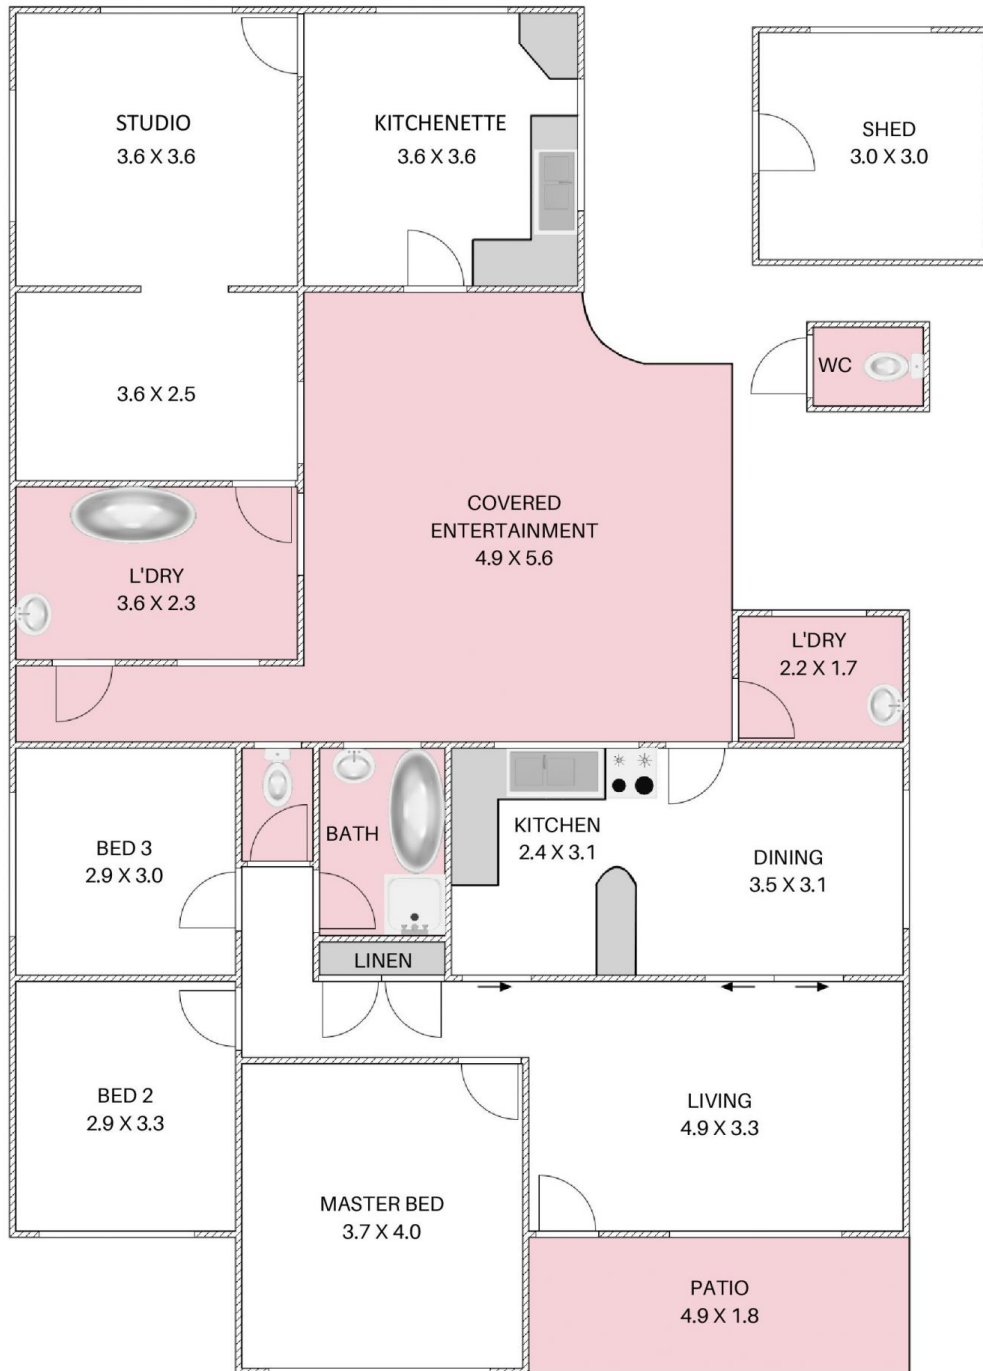 STUDIO
3.6 X 3.6
KITCHENETTE
3.6 X 3.6
SHED
3.0 X 3.0
WC
3.6 X 2.5
COVERED
ENTERTAINMENT
4.9 X 5.6
L'DRY
3.6 X 2.3
L'DRY
2.2 X 1.7
BED 3
2.9 X 3.0
BATH
KITCHEN
2.4 X 3.1
DINING
3.5 X 3.1
LINEN
BED 2
2.9 X 3.3
LIVING
4.9 X 3.3
MASTER BED
3.7 X 4.0
PATIO
4.9 X 1.8